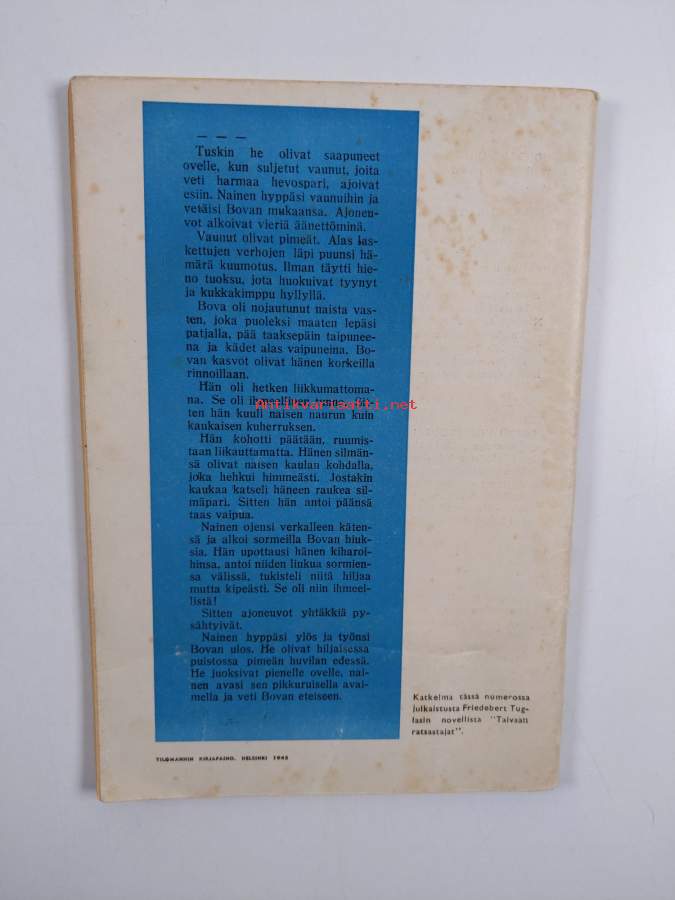 — — —
Tuskin he olivat saapuneet
ovelle, kun suljetut vaunut, joita
veti harmaa hevospari, ajoivat
esiin. Nainen hyppäsi vaunuihin ja
vetäisi Bovan mukaansa. Ajoneu-
vot alkoivat vieriä äänettöminä.
Vaunut olivat pimeät. Alas las-
kettujen verhojen läpi puunsi hä-
märä kuumotus. Ilman täytti hie-
no tuoksu, jota huokuivat tyynyt
ja kukkakimppu hyllyllä.
Bova oli nojautunut naista vas-
ten, joka puoleksi maaten lepäsi
patjalla, pää taaksepäin taipunee-
na ja kädet alas vaipuneina. Bo-
van kasvot olivat hänen korkeilla
rinnoillaan.
Hän oli hetken liikkumattoma-
na. Se oli
ten hän kuuli naisen naurun kuin
kaukaisen kuherruksen.
Antikvariaatti.net
Hän kohotti päätään, ruumis-
taan liikauttamatta. Hänen silmän-
sä olivat naisen kaulan kohdalla,
joka hehkui himmeästi. Jostakin
kaukaa katseli häneen raukea sil-
mäpari. Sitten hän antoi päänsä
taas vaipua.
Nainen ojensi verkalleen käten-
sä ja alkoi sormeilla Bovan hiuk-
sia. Hän upottausi hänen kiharoi-
hinsa, antoi niiden liukua sormien-
sa välissä, tukisteli niitä hiljaa
mutta kipeästi. Se oli niin ihmeel-
listä!
Sitten ajoneuvot yhtäkkiä py-
sähtyivät.
Nainen hyppäsi ylös ja työnsi
Bovan ulos. He olivat hiljaisessa
puistossa pimeän huvilan edessä.
He juoksivat pienelle ovelle, nai-
nen avasi sen pikkuruisella avai-
mella ja veti Bovan eteiseen.
Katkelma tässä numerossa
julkaistusta Friedebert Tug-
lasin novellista "Taivaan
ratsastajat".
TILGMANNIN KIRJAPAINO, HELSINKI 1945